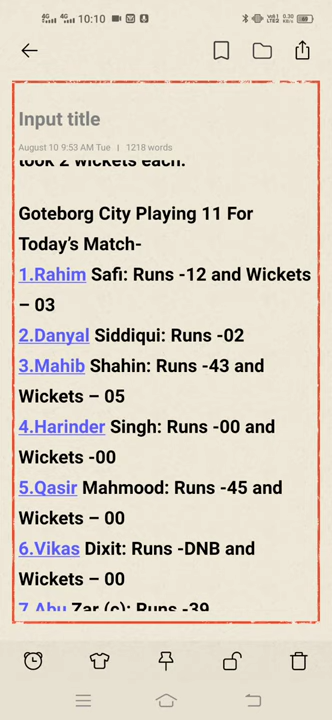 4G 4G 10:10
0.30 KB/s
Input title
August 10 9:53 AM Tue | 1218 words
took 2 wickets each.
Goteborg City Playing 11 For
Today's Match-
1.Rahim Safi: Runs -12 and Wickets
– 03
2.Danyal Siddiqui: Runs -02
3.Mahib Shahin: Runs -43 and
Wickets – 05
4.Harinder Singh: Runs -00 and
Wickets -00
5.Qasir Mahmood: Runs -45 and
Wickets – 00
6.Vikas Dixit: Runs -DNB and
Wickets – 00
7.Abu Zar (c): Runs -39